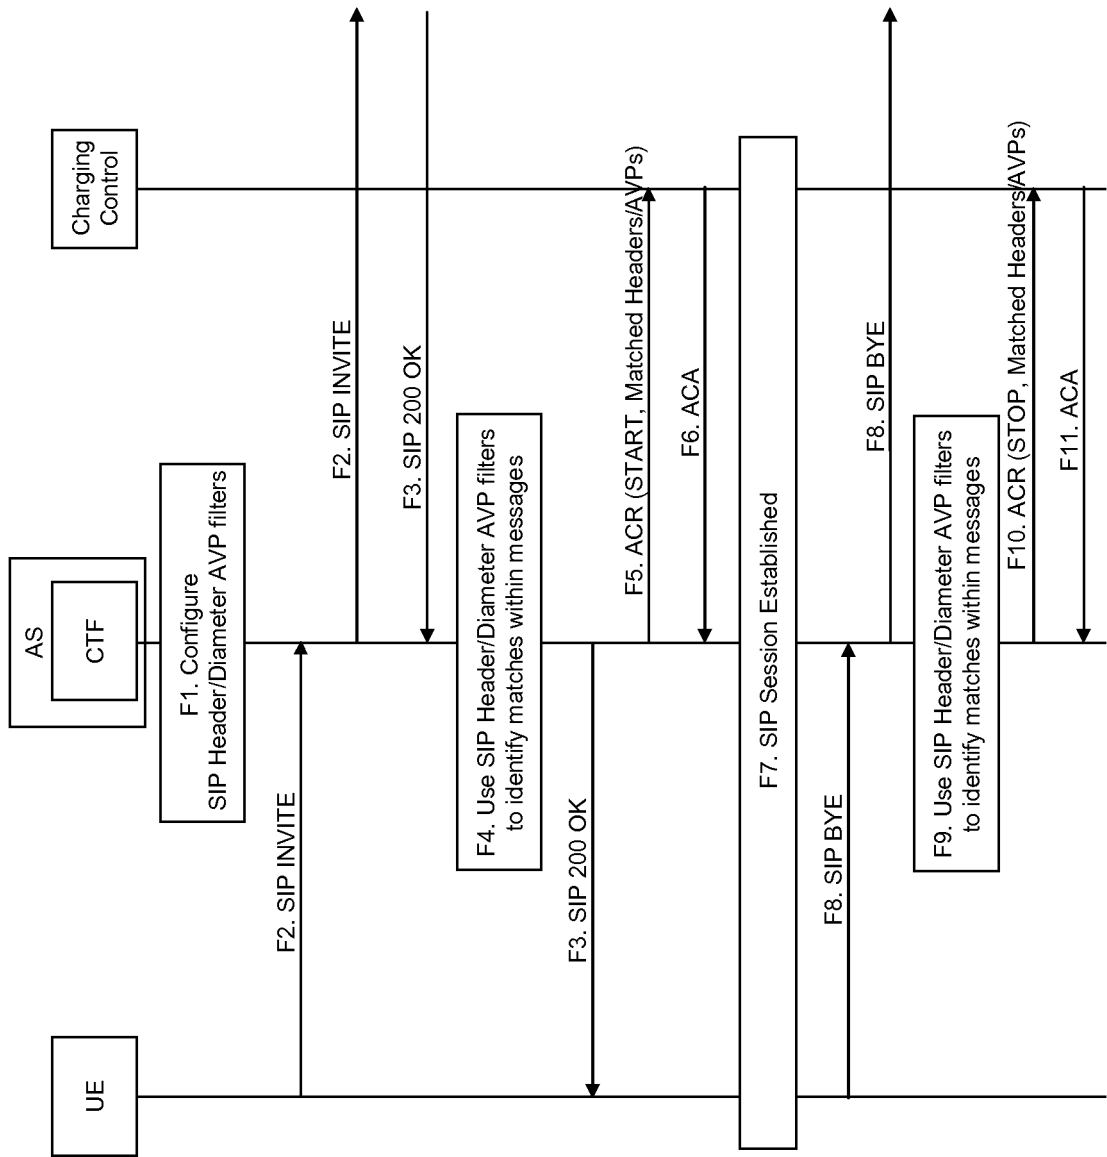 UE
AS
CTF
Charging
Control
F1. Configure
SIP Header/Diameter AVP filters
F2. SIP INVITE
F2. SIP INVITE
F3. SIP 200 OK
F4. Use SIP Header/Diameter AVP filters
to identify matches within messages
F3. SIP 200 OK
F5. ACR (START, Matched Headers/AVPs)
F6. ACA
F7. SIP Session Established
F8. SIP BYE
F8. SIP BYE
F9. Use SIP Header/Diameter AVP filters
to identify matches within messages
F10. ACR (STOP, Matched Headers/AVPs)
F11. ACA